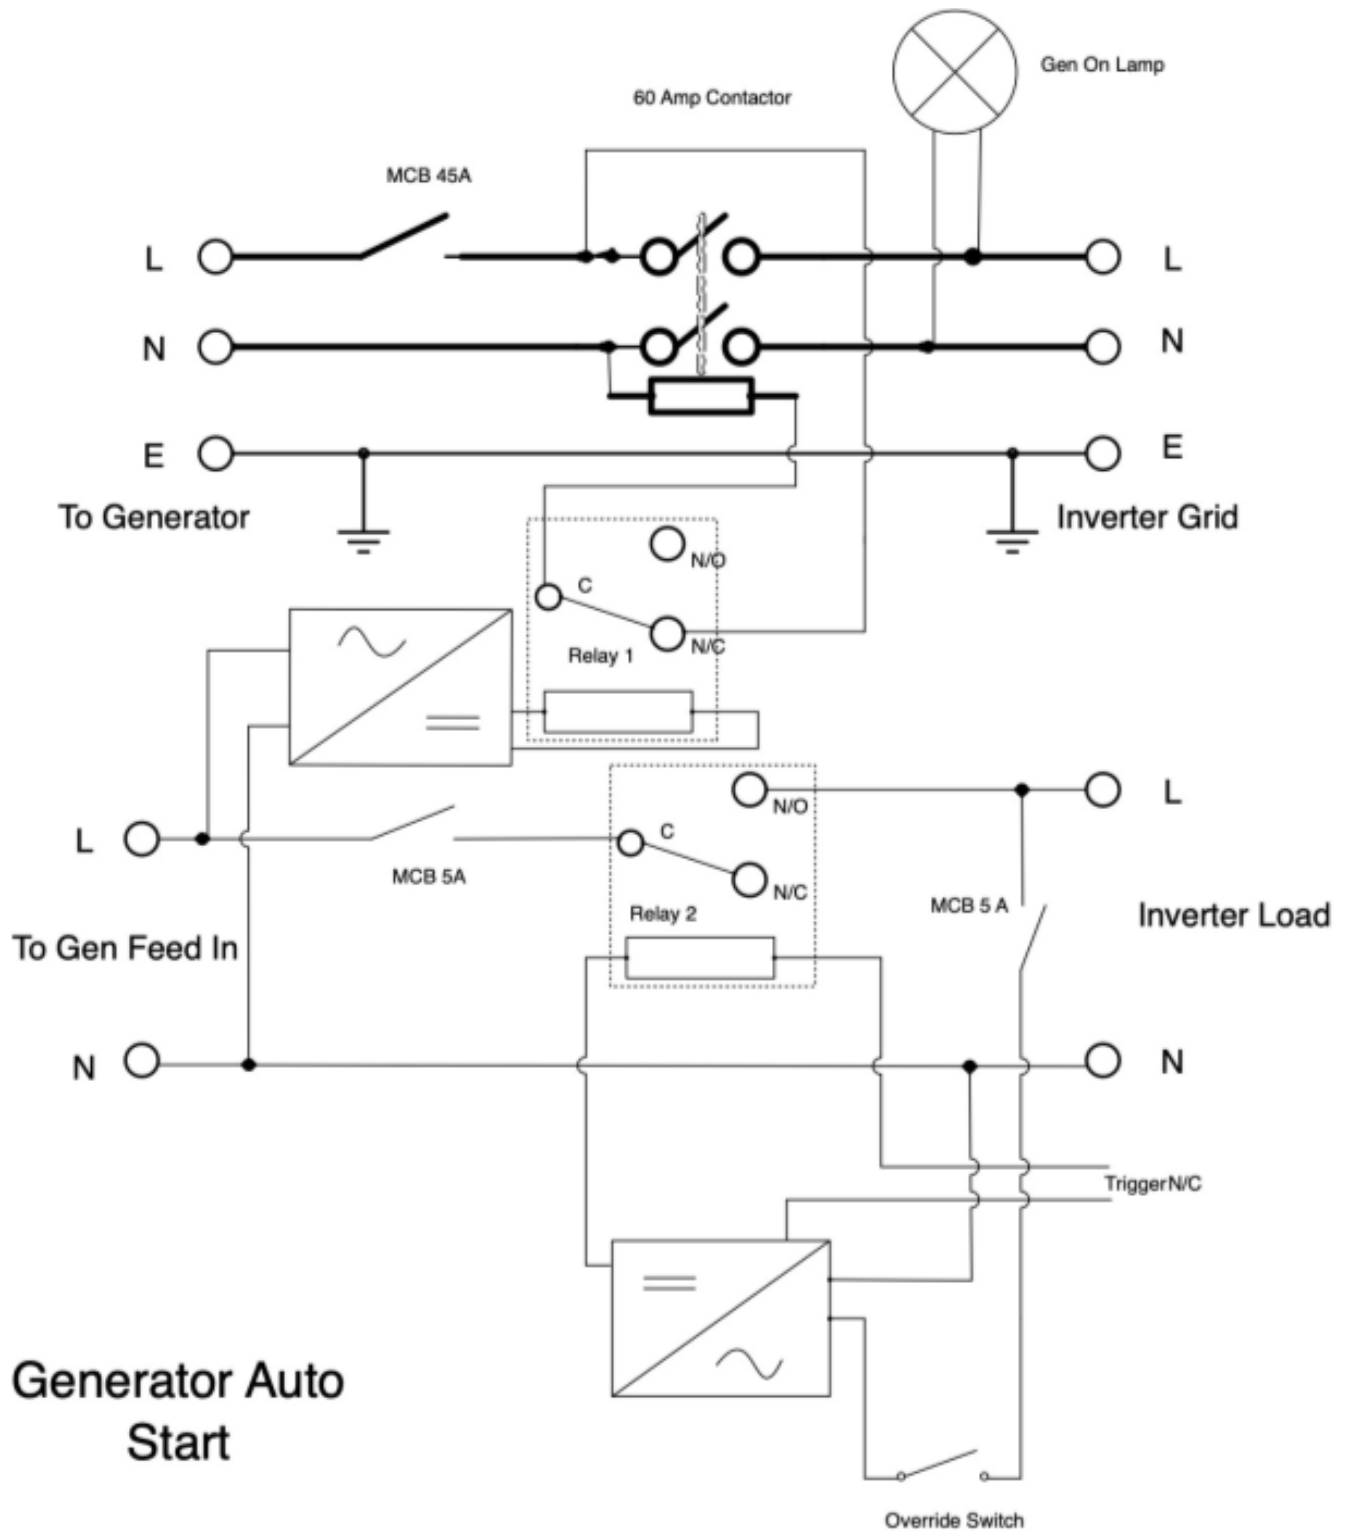 Gen On Lamp
60 Amp Contactor
MCB 45A
L
L
N
N
E
E
To Generator
Inverter Grid
N/O
C
N/C
Relay 1
N/O
L
L
C
MCB 5A
N/C
MCB 5 A
Relay 2
Inverter Load
To Gen Feed In
N
N
TriggerN/C
Generator Auto
Start
Override Switch